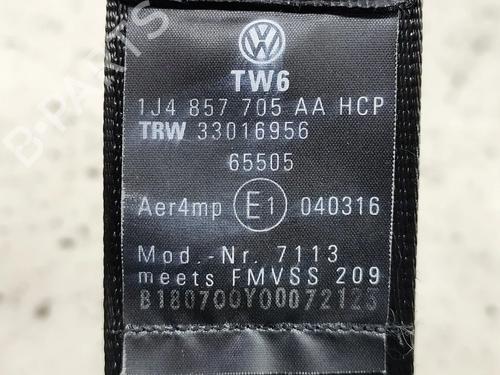 TW6
1J4 857 705 AA HCP
TRW 33016956
65505
Aer4mp E1 040316
Mod.-Nr. 7113
meets FMVSS 209
B180700Y00072125
B-PARTS